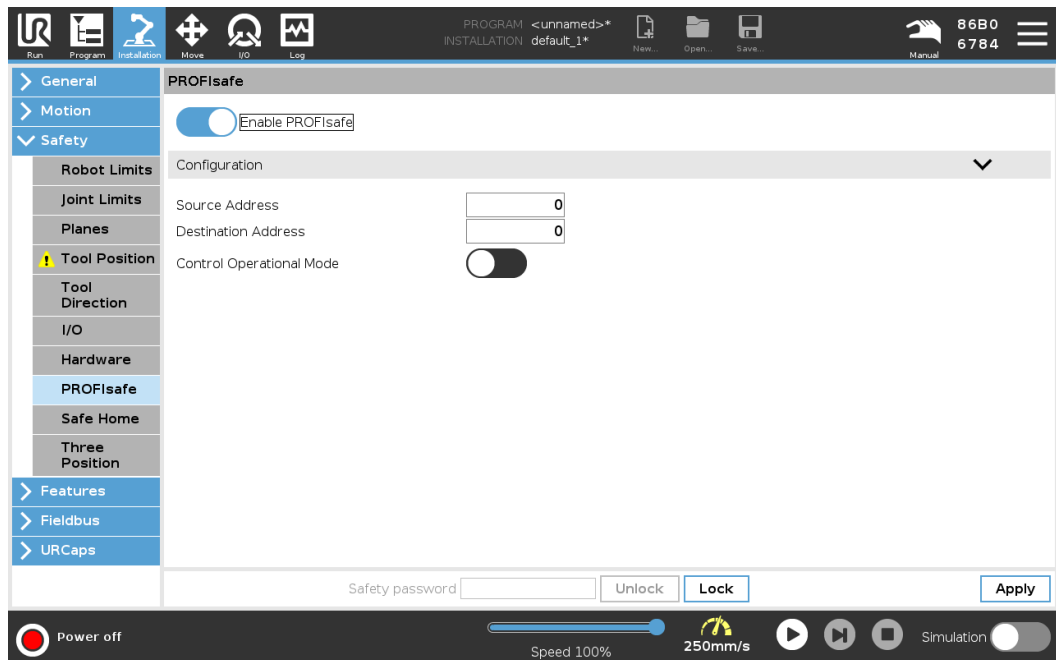 PROGRAM <unnamed>*
INSTALLATION default_1*
UR
Run
Program
Installation
Move
I/O
Log
New...
Open...
Save...
Manual
86B0
6784
General
Motion
Safety
Robot Limits
Joint Limits
Planes
Tool Position
Tool
Direction
I/O
Hardware
PROFIsafe
Safe Home
Three
Position
Features
Fieldbus
URCaps
PROFIsafe
Enable PROFIsafe
Configuration
Source Address 0
Destination Address 0
Control Operational Mode
Safety password Unlock Lock Apply
Power off
Speed 100%
250mm/s
Simulation